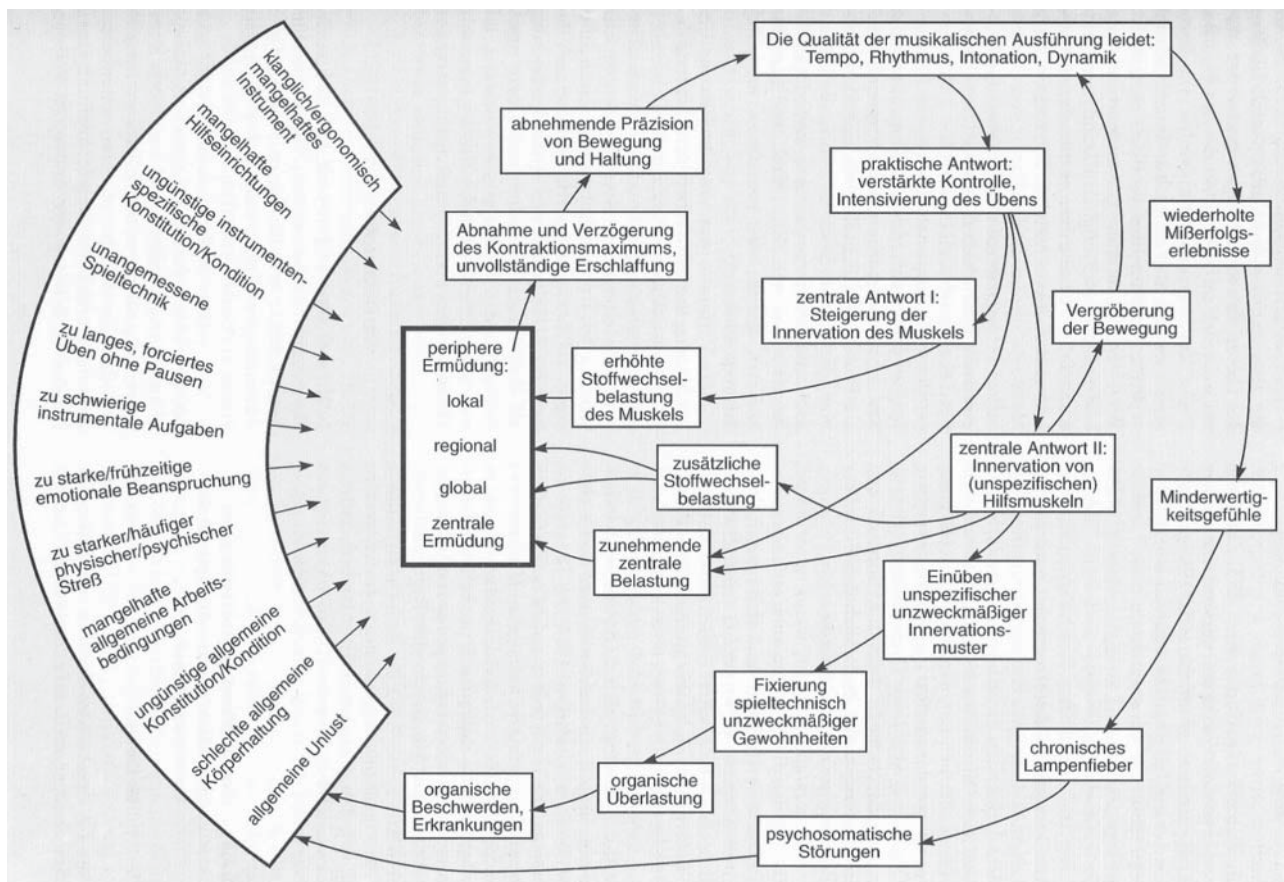 klanglich/ergonomisch
mangelhaftes
Instrument
mangelhafte
Hilfseinrichtungen
ungünstige instrumenten-
spezifische
Konstitution/Kondition
unangemessene
Spieltechnik
zu langes, forciertes
Üben ohne Pausen
zu schwierige
instrumentale Aufgaben
zu starke/frühzeitige
emotionale Beanspruchung
zu starker/häufiger
physischer/psychischer
Streß
mangelhafte
allgemeine Arbeits-
bedingungen
ungünstige allgemeine
Konstitution/Kondition
schlechte allgemeine
Körperhaltung
allgemeine Unlust
Die Qualität der musikalischen Ausführung leidet:
Tempo, Rhythmus, Intonation, Dynamik
abnehmende Präzision
von Bewegung
und Haltung
praktische Antwort:
verstärkte Kontrolle,
Intensivierung des Übens
wiederholte
Mißerfolgs-
erlebnisse
Abnahme und Verzögerung
des Kontraktionsmaximums,
unvollständige Erschlaffung
zentrale Antwort I:
Steigerung der
Innervation des Muskels
Vergröberung
der Bewegung
periphere
Ermüdung:
lokal
regional
global
zentrale
Ermüdung
erhöhte
Stoffwechsel-
belastung
des Muskels
zusätzliche
Stoffwechsel-
belastung
zentrale Antwort II:
Innervation von
(unspezifischen)
Hilfsmuskeln
Minderwertig-
keitsgefühle
zunehmende
zentrale
Belastung
Einüben
unspezifischer
unzweckmäßiger
Innervations-
muster
Fixierung
spieltechnisch
unzweckmäßiger
Gewohnheiten
chronisches
Lampenfieber
organische
Überlastung
organische
Beschwerden,
Erkrankungen
psychosomatische
Störungen